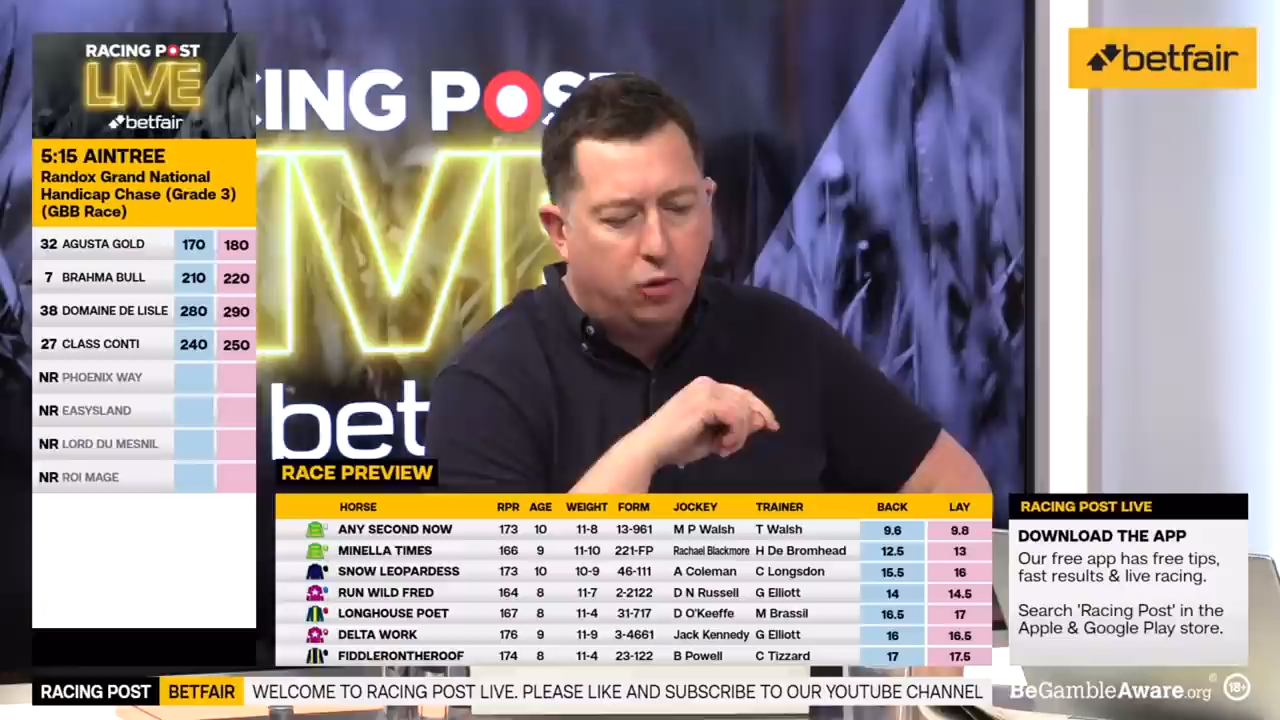 RACING POST
LIVE
betfair
5:15 AINTREE
Randox Grand National
Handicap Chase (Grade 3)
(GBB Race)
32 AGUSTA GOLD 170 180
7 BRAHMA BULL 210 220
38 DOMAINE DE LISLE 280 290
27 CLASS CONTI 240 250
NR PHOENIX WAY
NR EASYSLAND
NR LORD DU MESNIL
NR ROI MAGE
CING POS
bet
betfair
RACE PREVIEW
HORSE RPR AGE WEIGHT FORM JOCKEY TRAINER BACK LAY
ANY SECOND NOW 173 10 11-8 13-961 M P Walsh T Walsh 9.6 9.8
MINELLA TIMES 166 9 11-10 221-FP Rachael Blackmore H De Bromhead 12.5 13
SNOW LEOPARDESS 173 10 10-9 46-111 A Coleman C Longsdon 15.5 16
RUN WILD FRED 164 8 11-7 2-2122 D N Russell G Elliott 14 14.5
LONGHOUSE POET 167 8 11-4 31-717 D O'Keeffe M Brassil 16.5 17
DELTA WORK 176 9 11-9 3-4661 Jack Kennedy G Elliott 16 16.5
FIDDLERONTHEROOF 174 8 11-4 23-122 B Powell C Tizzard 17 17.5
RACING POST LIVE
DOWNLOAD THE APP
Our free app has free tips,
fast results & live racing.
Search 'Racing Post' in the
Apple & Google Play store.
RACING POST BETFAIR WELCOME TO RACING POST LIVE. PLEASE LIKE AND SUBSCRIBE TO OUR YOUTUBE CHANNEL
BeGambleAware.org® 18+